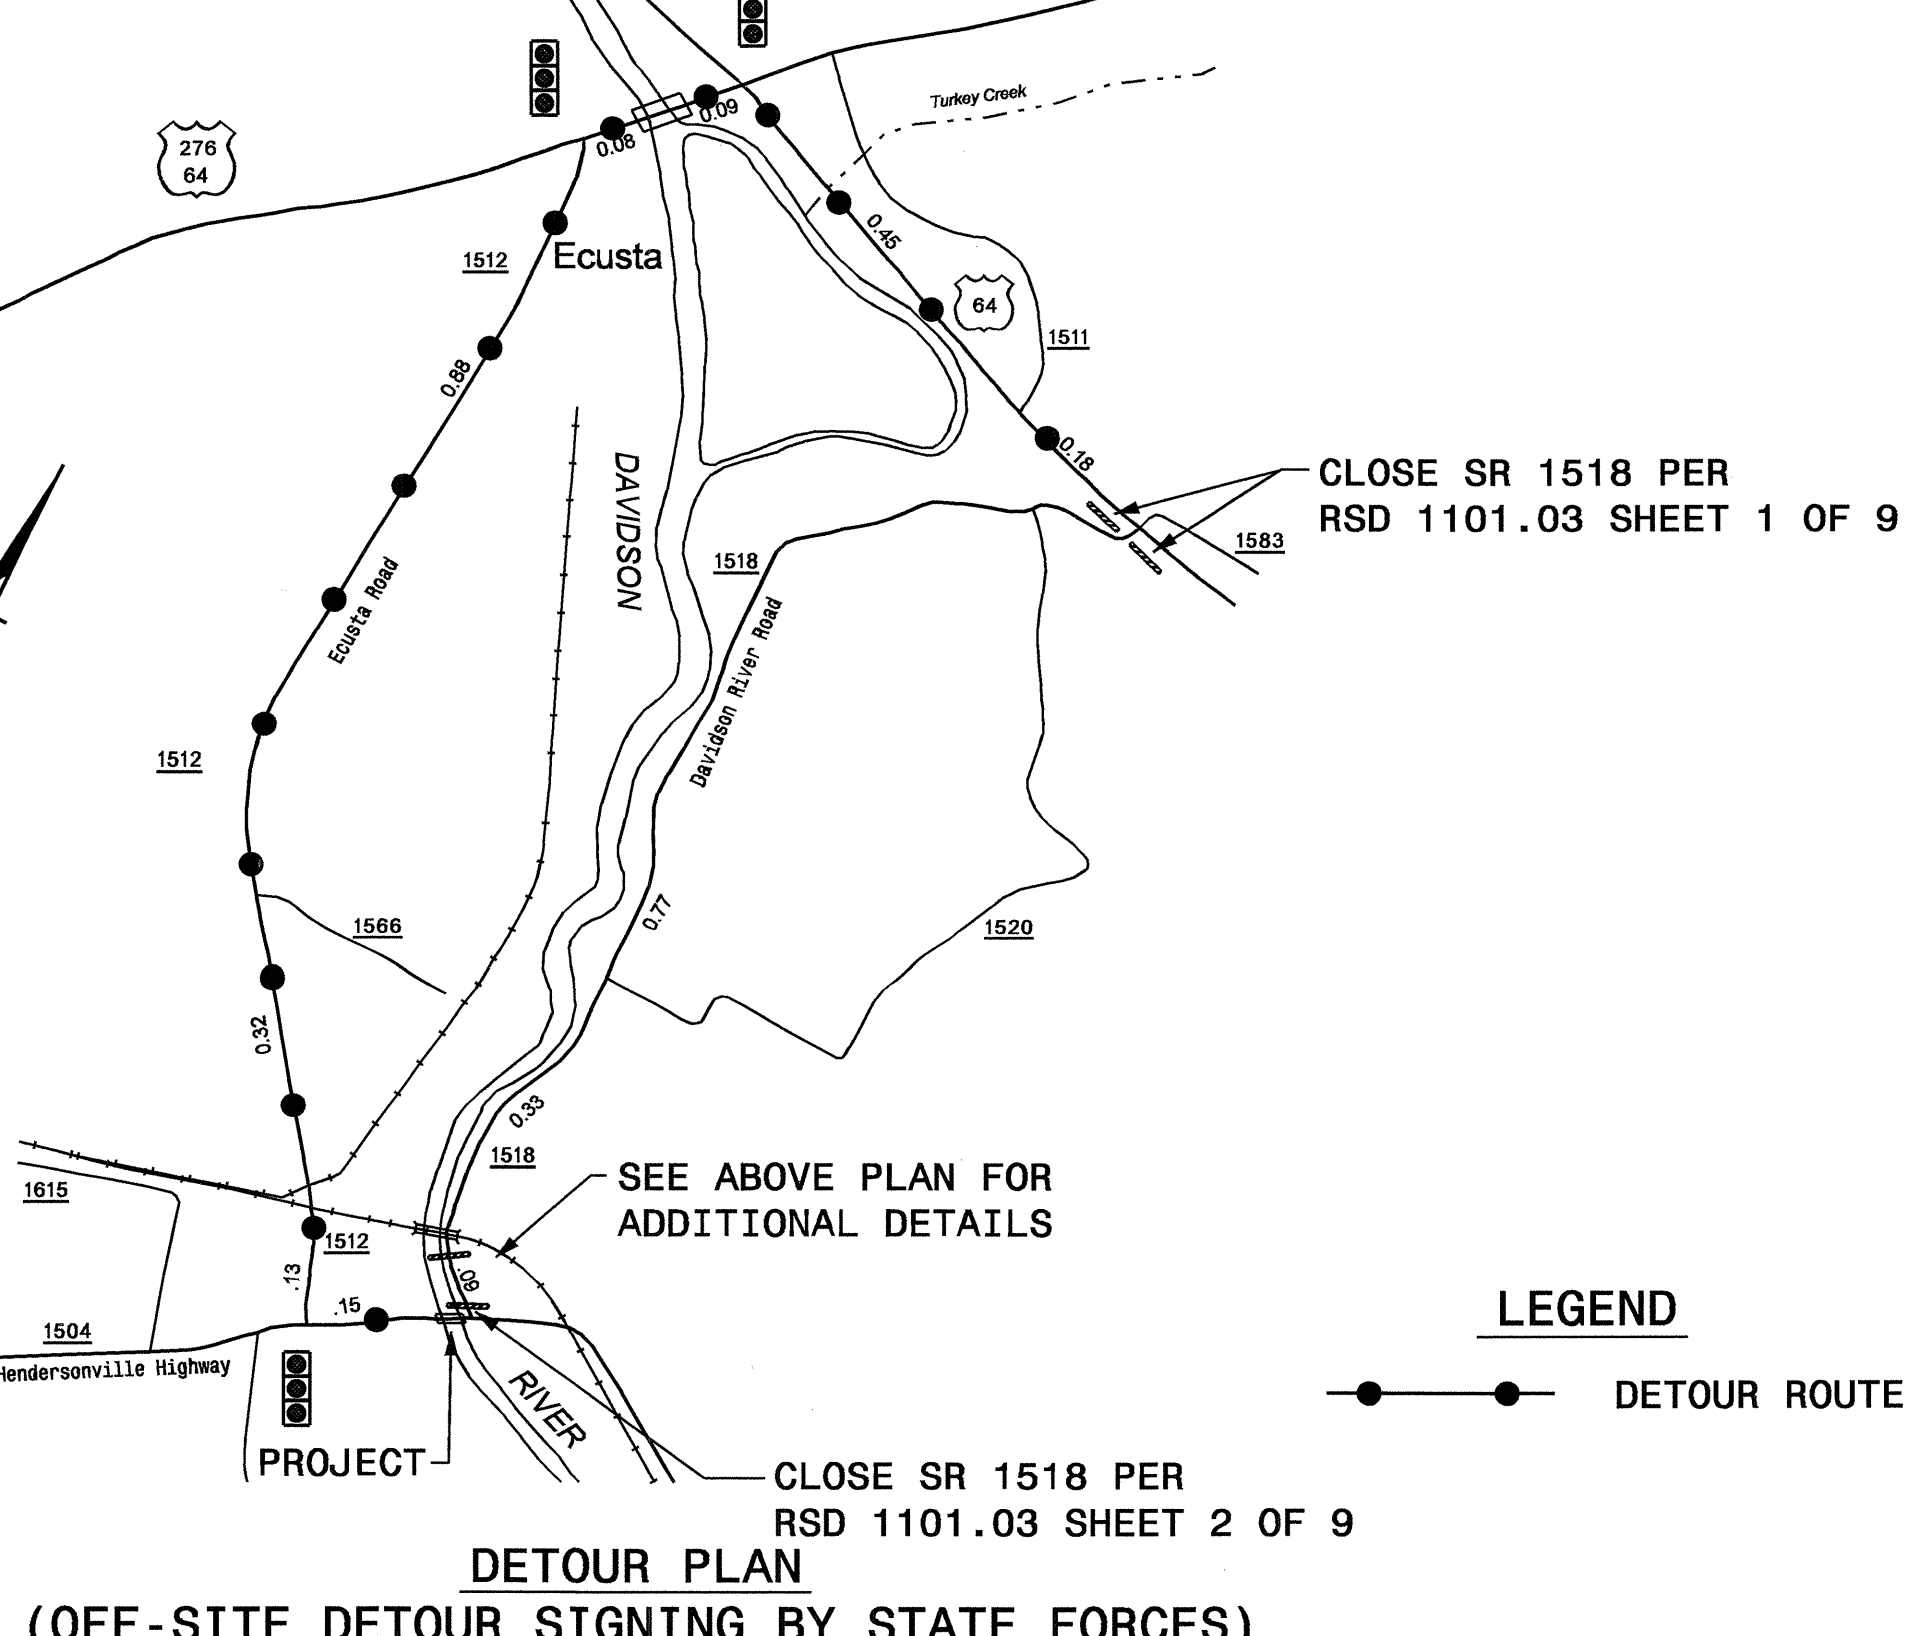 276
64
0.08
0.09
Turkey Creek
1512
Ecusta
0.45
64
1511
0.88
0.18
CLOSE SR 1518 PER
RSD 1101.03 SHEET 1 OF 9
1583
DAVIDSON
1518
Ecusta Road
Davidson River Road
1512
0.77
1566
1520
0.32
0.33
1518
SEE ABOVE PLAN FOR
ADDITIONAL DETAILS
1615
1512
.13
.09
.15
1504
Hendersonville Highway
LEGEND
DETOUR ROUTE
RIVER
PROJECT
CLOSE SR 1518 PER
RSD 1101.03 SHEET 2 OF 9
DETOUR PLAN
(OFF-SITE DETOUR SIGNING BY STATE FORCES)